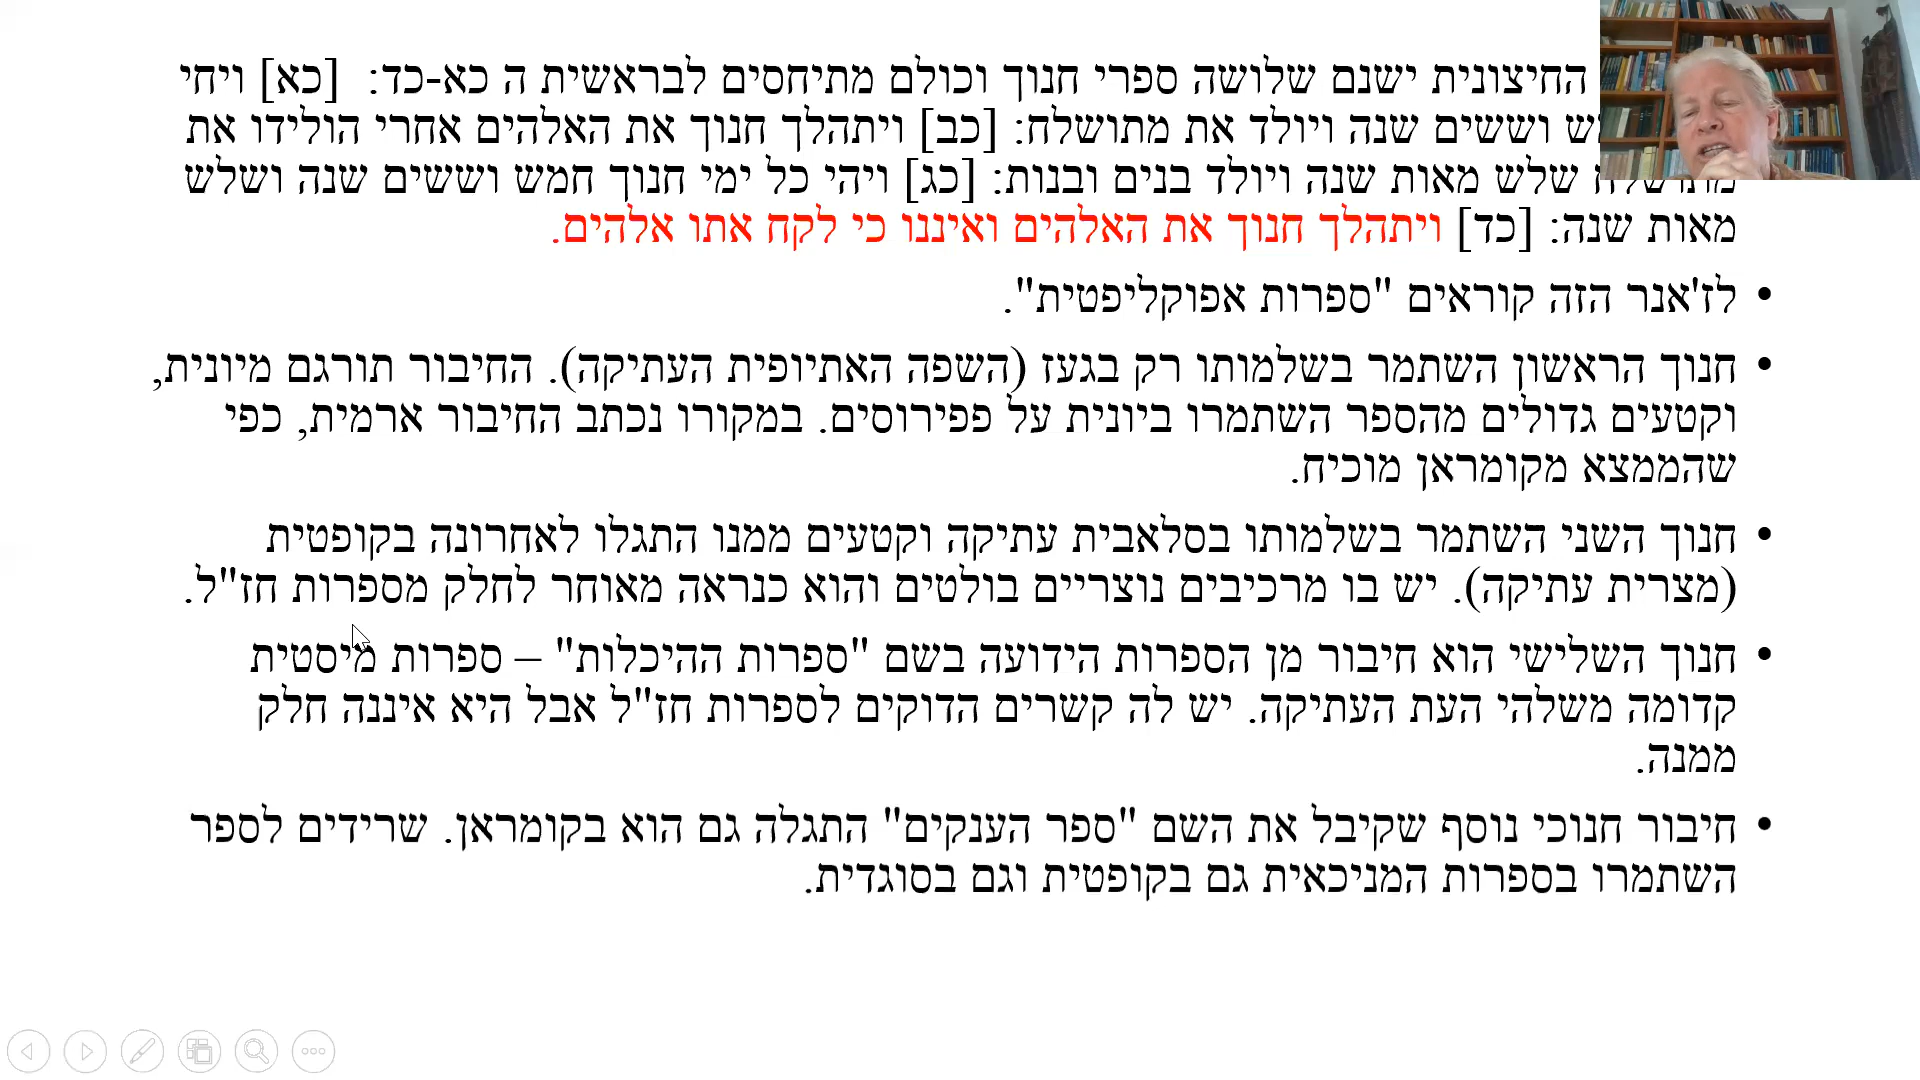 החיצונית ישנם שלושה ספרי חנוך וכולם מתיחסים לבראשית ה כא-כד: [כא] ויחי
וששים שנה ויולד את מתושלח: [כב] ויתהלך חנוך את האלהים אחרי הולידו את
מתושלח שלש מאות שנה ויולד בנים ובנות: [כג] ויהי כל ימי חנוך חמש וששים שנה ושלש
מאות שנה: [כד] ויתהלך חנוך את האלהים ואיננו כי לקח אתו אלהים.
• לז'אנר הזה קוראים "ספרות אפוקליפטית".
• חנוך הראשון השתמר בשלמותו רק בגעז (השפה האתיופית העתיקה). החיבור תורגם מיונית,
וקטעים גדולים מהספר השתמרו ביונית על פפירוסים. במקורו נכתב החיבור ארמית, כפי
שהממצא מקומראן מוכיח.
• חנוך השני השתמר בשלמותו בסלאבית עתיקה וקטעים ממנו התגלו לאחרונה בקופטית
(מצרית עתיקה). יש בו מרכיבים נוצריים בולטים והוא כנראה מאוחר לחלק מספרות חז"ל.
• חנוך השלישי הוא חיבור מן הספרות הידועה בשם "ספרות ההיכלות" – ספרות מיסטית
קדומה משלהי העת העתיקה. יש לה קשרים הדוקים לספרות חז"ל אבל היא איננה חלק
ממנה.
• חיבור חנוכי נוסף שקיבל את השם "ספר הענקים" התגלה גם הוא בקומראן. שרידים לספר
השתמרו בספרות המניכאית גם בקופטית וגם בסוגדית.